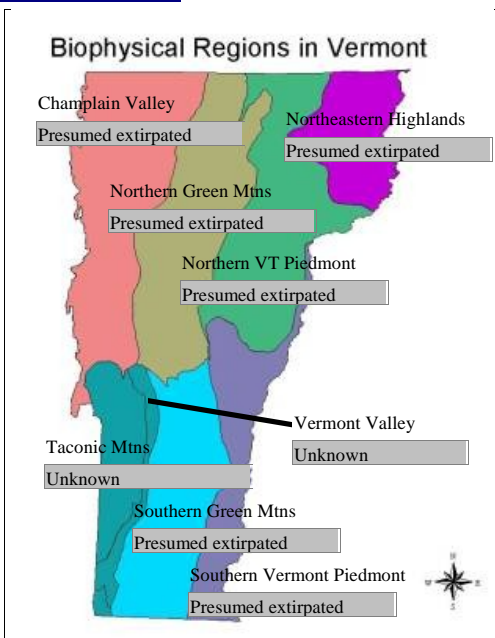 Biophysical Regions in Vermont
Champlain Valley
Presumed extirpated
Northeastern Highlands
Presumed extirpated
Northern Green Mtns
Presumed extirpated
Northern VT Piedmont
Presumed extirpated
Vermont Valley
Unknown
Taconic Mtns
Unknown
Southern Green Mtns
Presumed extirpated
Southern Vermont Piedmont
Presumed extirpated
N
W E
S